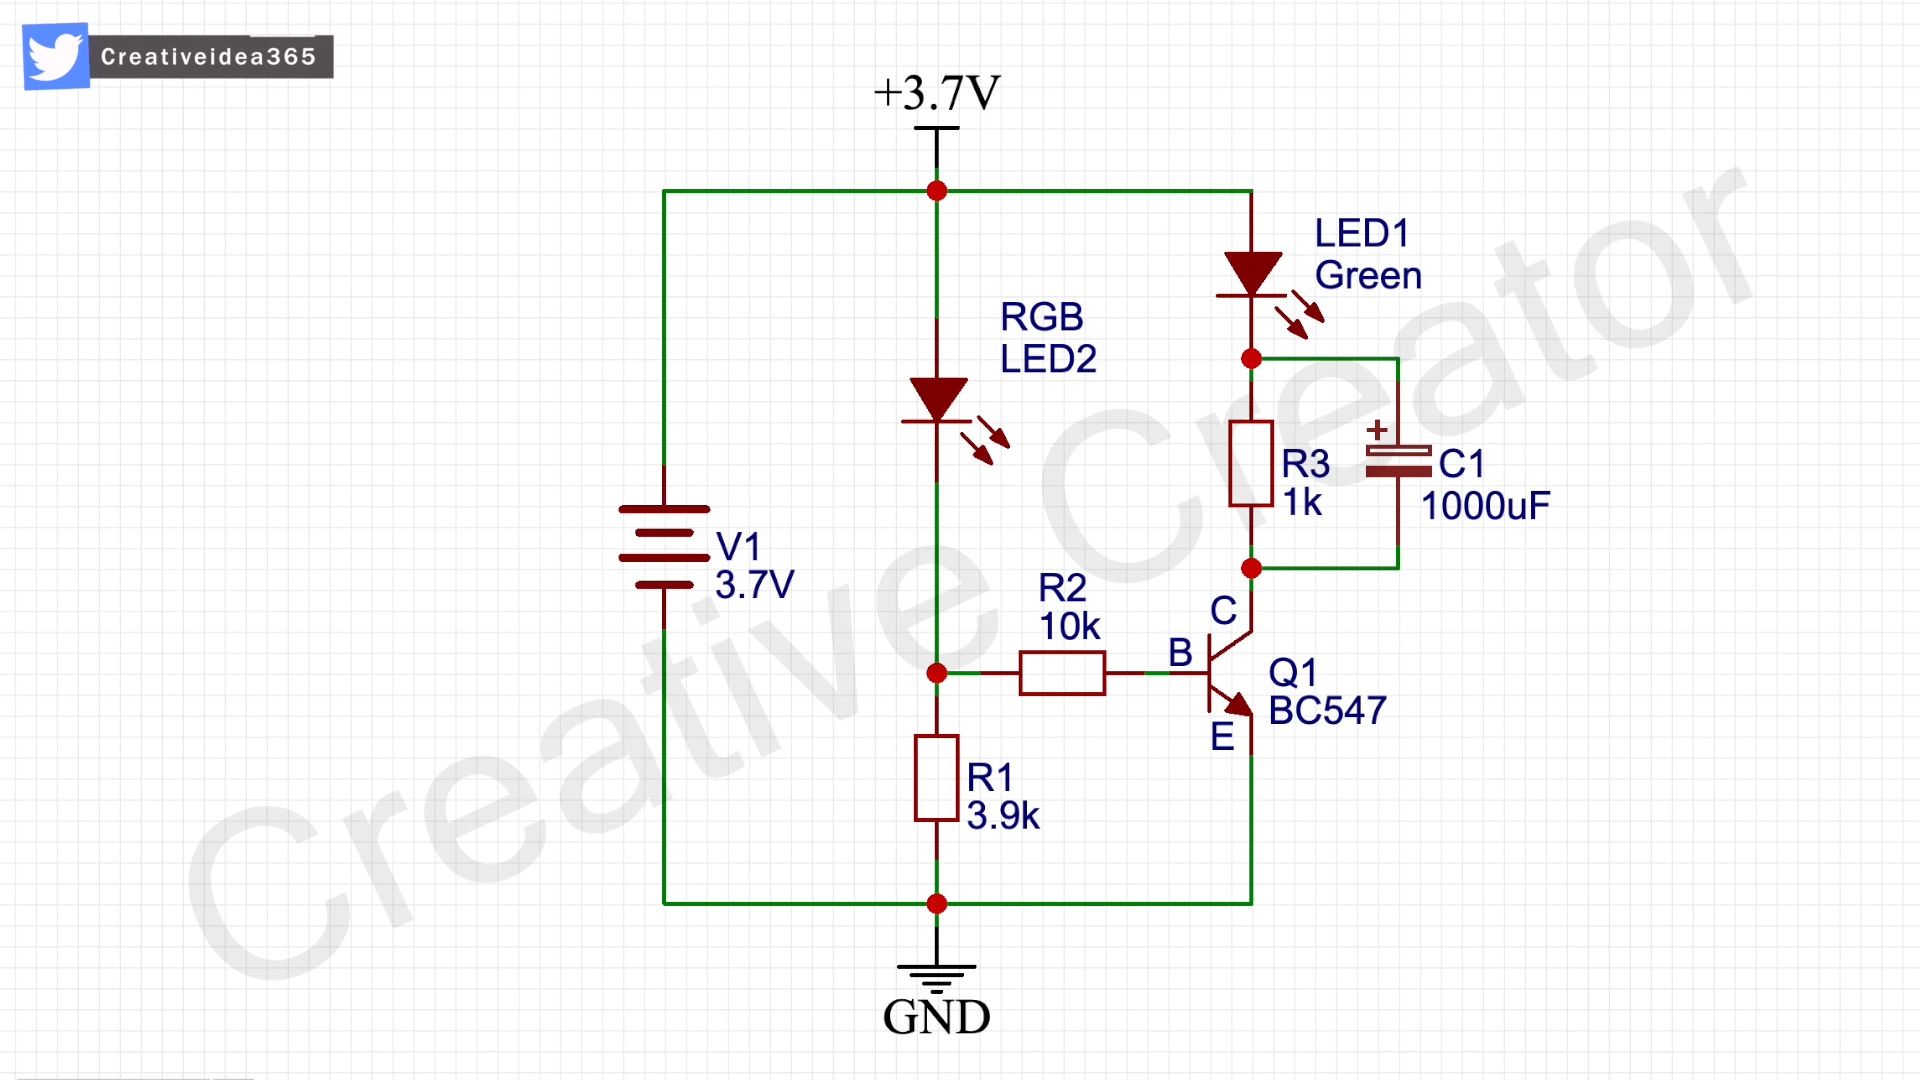 Creativeidea365
+3.7V
LED1
Green
RGB
LED2
R3
1k
+
C1
1000uF
V1
3.7V
R2
10k
C
B
Q1
BC547
E
R1
3.9k
GND
Creative Creator